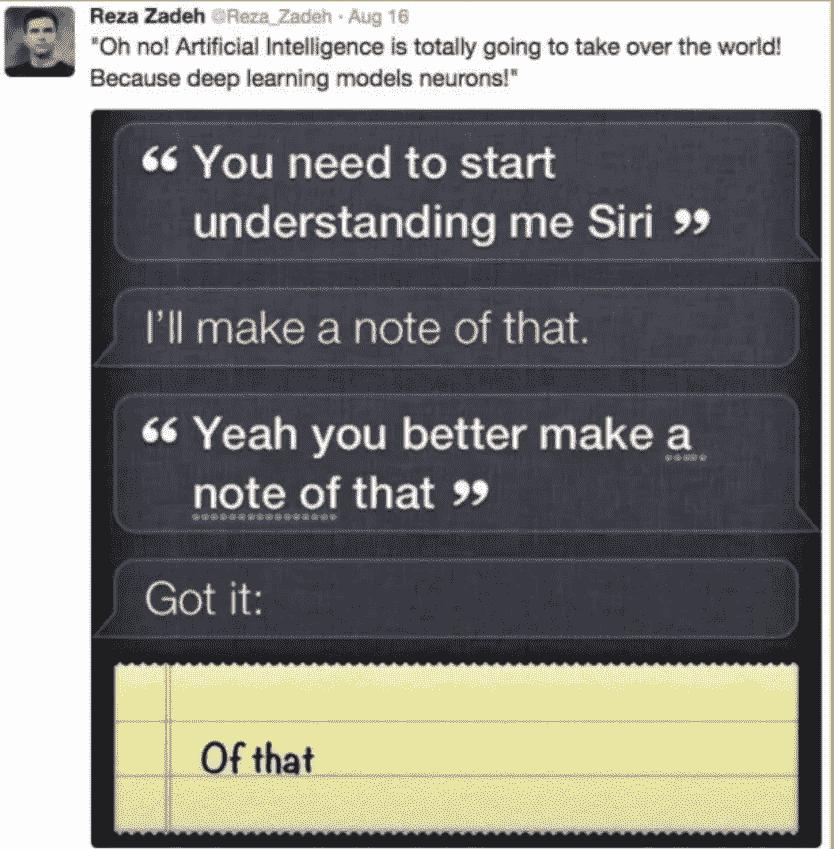 Reza Zadeh @Reza_Zadeh · Aug 16
"Oh no! Artificial Intelligence is totally going to take over the world!
Because deep learning models neurons!"
“ You need to start
understanding me Siri ”
I’ll make a note of that.
“ Yeah you better make a
note of that ”
Got it:
Of that